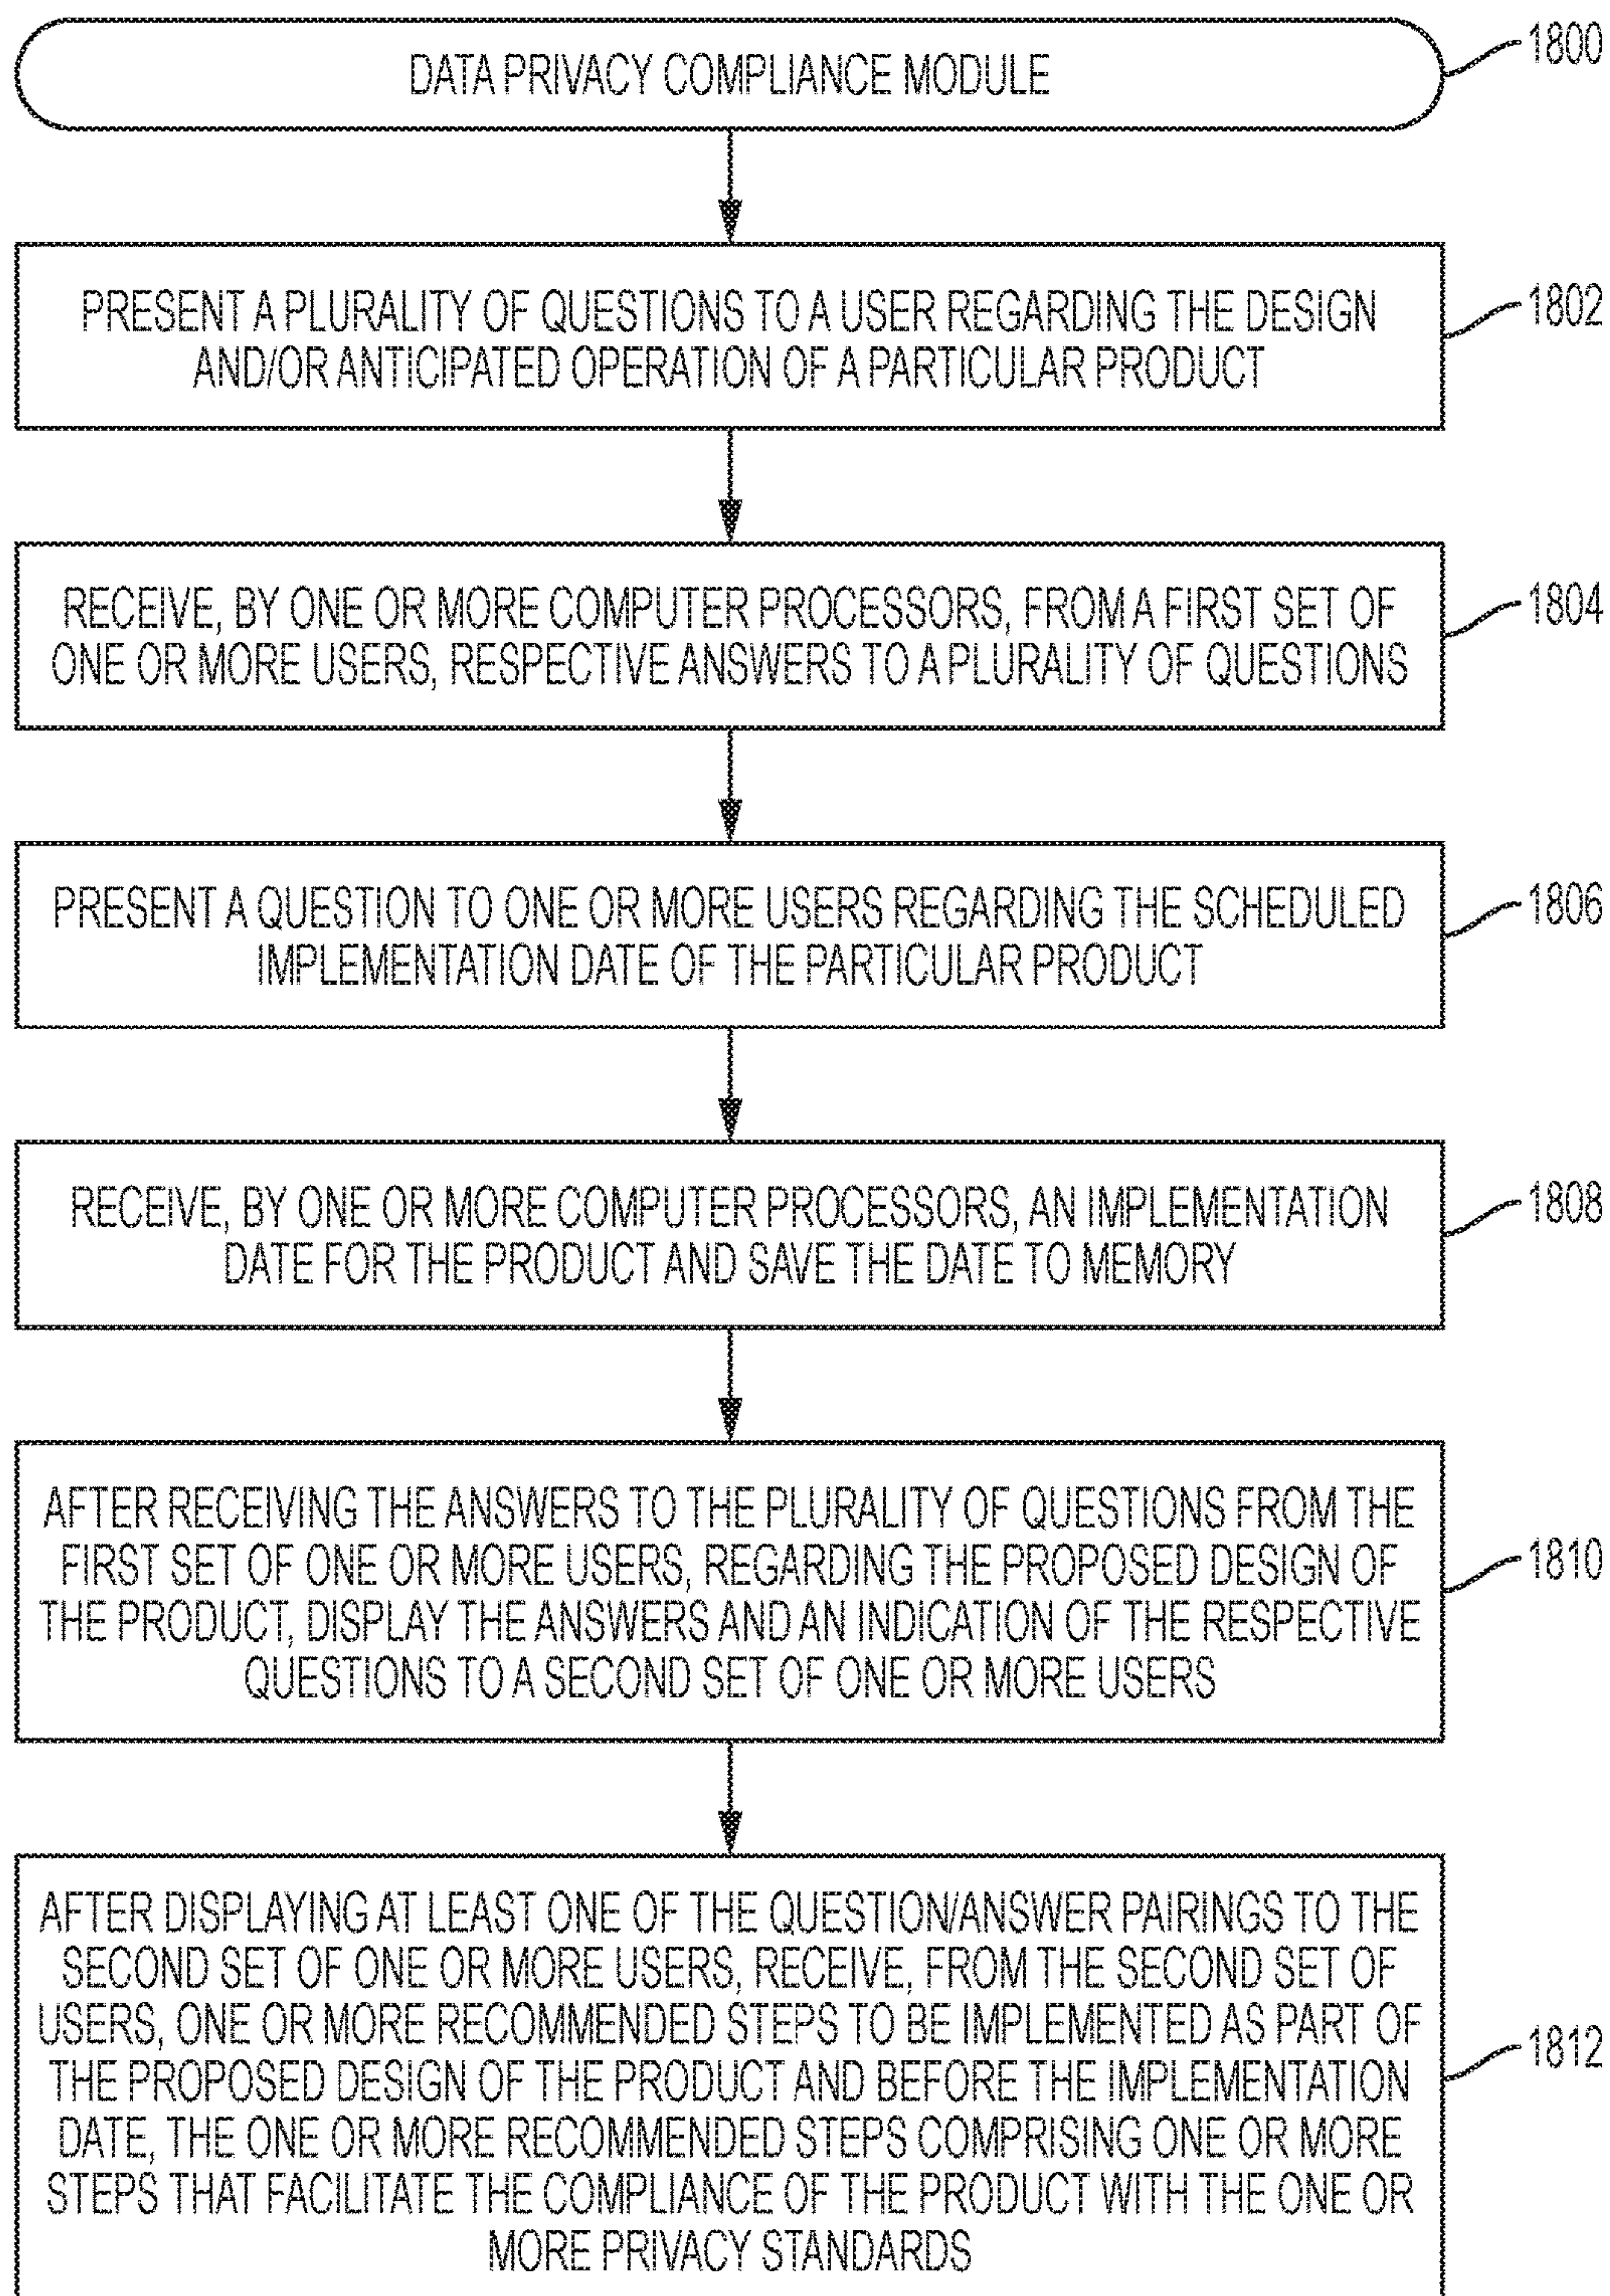 DATA PRIVACY COMPLIANCE MODULE
1800
PRESENT A PLURALITY OF QUESTIONS TO A USER REGARDING THE DESIGN
AND/OR ANTICIPATED OPERATION OF A PARTICULAR PRODUCT
1802
RECEIVE, BY ONE OR MORE COMPUTER PROCESSORS, FROM A FIRST SET OF
ONE OR MORE USERS, RESPECTIVE ANSWERS TO A PLURALITY OF QUESTIONS
1804
PRESENT A QUESTION TO ONE OR MORE USERS REGARDING THE SCHEDULED
IMPLEMENTATION DATE OF THE PARTICULAR PRODUCT
1806
RECEIVE, BY ONE OR MORE COMPUTER PROCESSORS, AN IMPLEMENTATION
DATE FOR THE PRODUCT AND SAVE THE DATE TO MEMORY
1808
AFTER RECEIVING THE ANSWERS TO THE PLURALITY OF QUESTIONS FROM THE
FIRST SET OF ONE OR MORE USERS, REGARDING THE PROPOSED DESIGN OF
THE PRODUCT, DISPLAY THE ANSWERS AND AN INDICATION OF THE RESPECTIVE
QUESTIONS TO A SECOND SET OF ONE OR MORE USERS
1810
AFTER DISPLAYING AT LEAST ONE OF THE QUESTION/ANSWER PAIRINGS TO THE
SECOND SET OF ONE OR MORE USERS, RECEIVE, FROM THE SECOND SET OF
USERS, ONE OR MORE RECOMMENDED STEPS TO BE IMPLEMENTED AS PART OF
THE PROPOSED DESIGN OF THE PRODUCT AND BEFORE THE IMPLEMENTATION
DATE, THE ONE OR MORE RECOMMENDED STEPS COMPRISING ONE OR MORE
STEPS THAT FACILITATE THE COMPLIANCE OF THE PRODUCT WITH THE ONE OR
MORE PRIVACY STANDARDS
1812